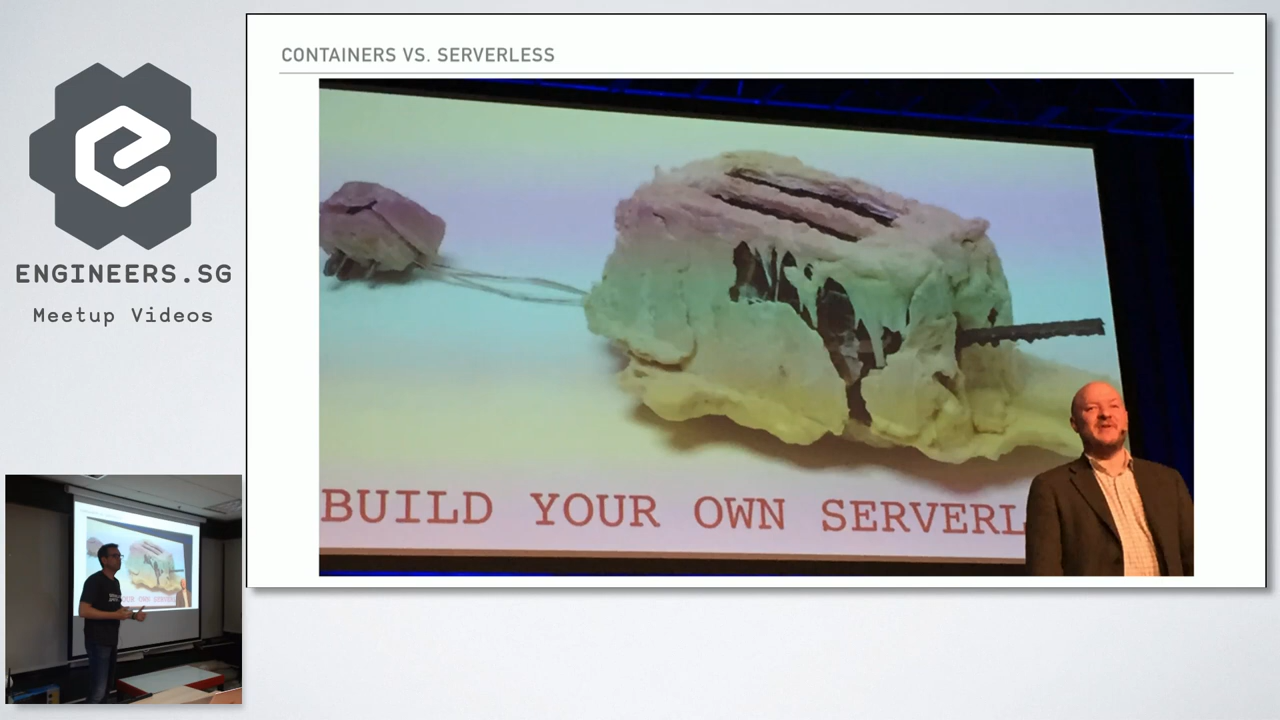 CONTAINERS VS. SERVERLESS
ENGINEERS.SG
Meetup Videos
BUILD YOUR OWN SERVERL